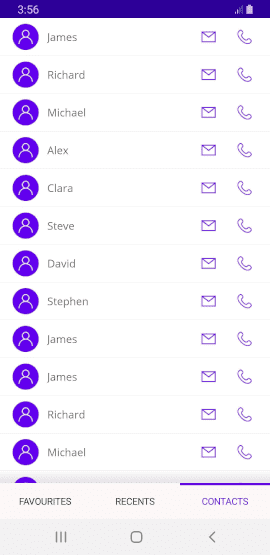 3:56
James
Richard
Michael
Alex
Clara
Steve
David
Stephen
James
James
Richard
Michael
FAVOURITES RECENTS CONTACTS